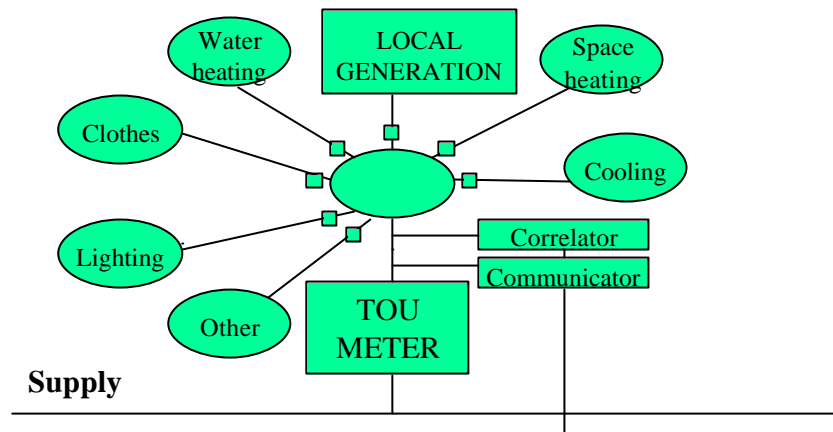 Water
heating
LOCAL
GENERATION
Space
heating
Clothes
Cooling
Lighting
Correlator
Communicator
Other
TOU
METER
Supply